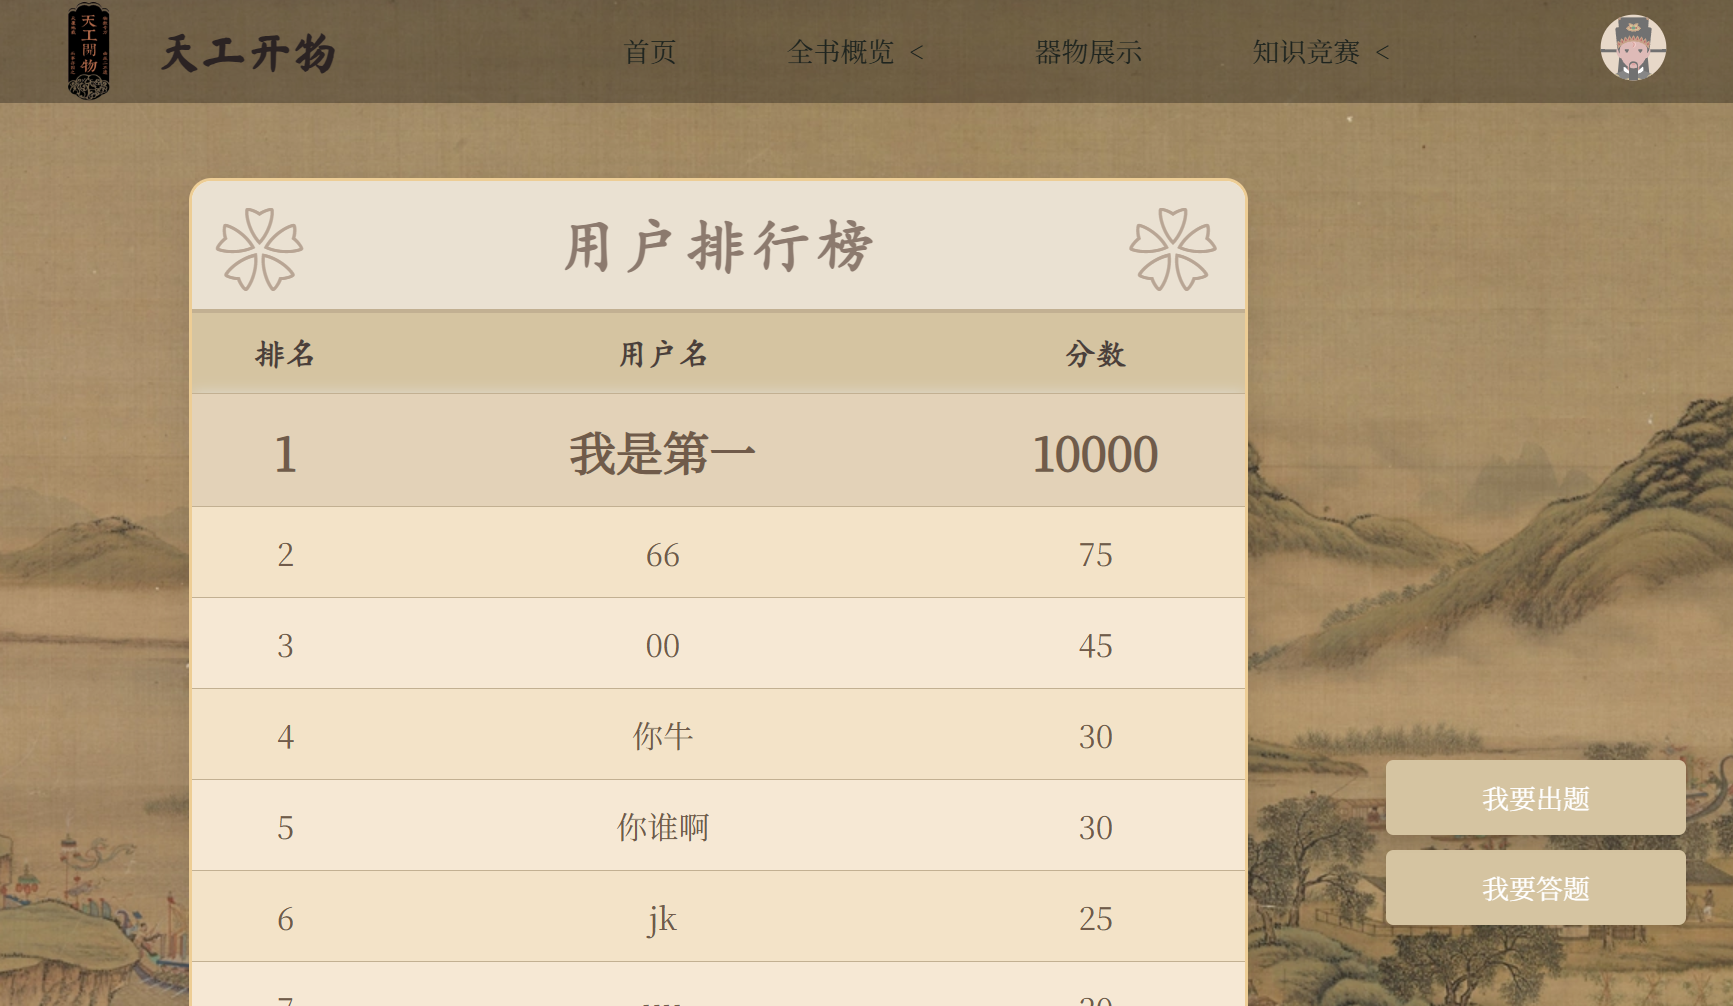 天工開物
天工开物
首页
全书概览 <
器物展示
知识竞赛 <
用户排行榜
排名 用户名 分数
1 我是第一 10000
2 66 75
3 00 45
4 你牛 30
5 你谁啊 30
6 jk 25
我要出题
我要答题